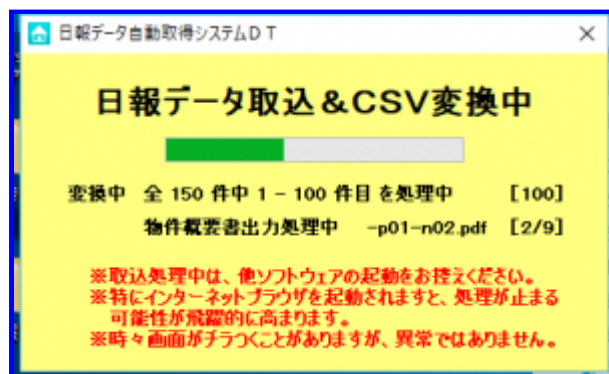 日報データ自動取得システムDT
日報データ取込＆CSV変換中
変換中 全 150 件中 1 － 100 件目 を処理中 [100]
物件概要書出力処理中 -p01-n02.pdf [2/9]
※取込処理中は、他ソフトウェアの起動をお控えください。
※特にインターネットブラウザを起動されますと、処理が止まる
可能性が飛躍的に高まります。
※時々画面がチラつくことがありますが、異常ではありません。